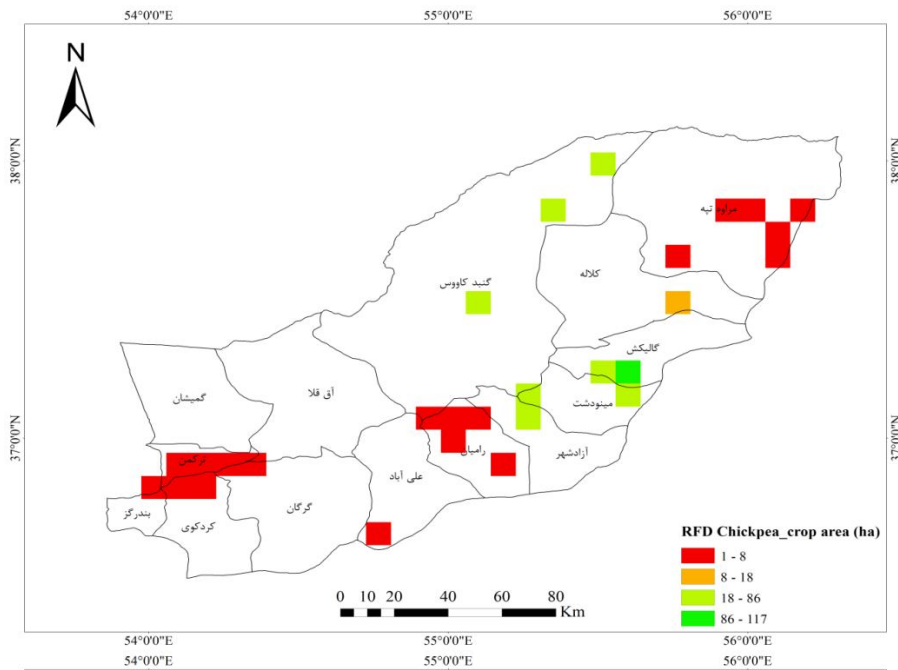 54°0'0"E 55°0'0"E 56°0'0"E
N
38°0'0"N 38°0'0"N
مراوه تپه
کلاله
گنبد کاووس
گالیکش
گمیشان
آق قلا
مینودشت
37°0'0"N 37°0'0"N
رامیان
آزادشهر
ترکمن
علی آباد
بندرگز
کردکوی
گرگان
RFD Chickpea_crop area (ha)
1 - 8
8 - 18
18 - 86
86 - 117
0 10 20 40 60 80
Km
54°0'0"E 55°0'0"E 56°0'0"E
54°0'0"E 55°0'0"E 56°0'0"E